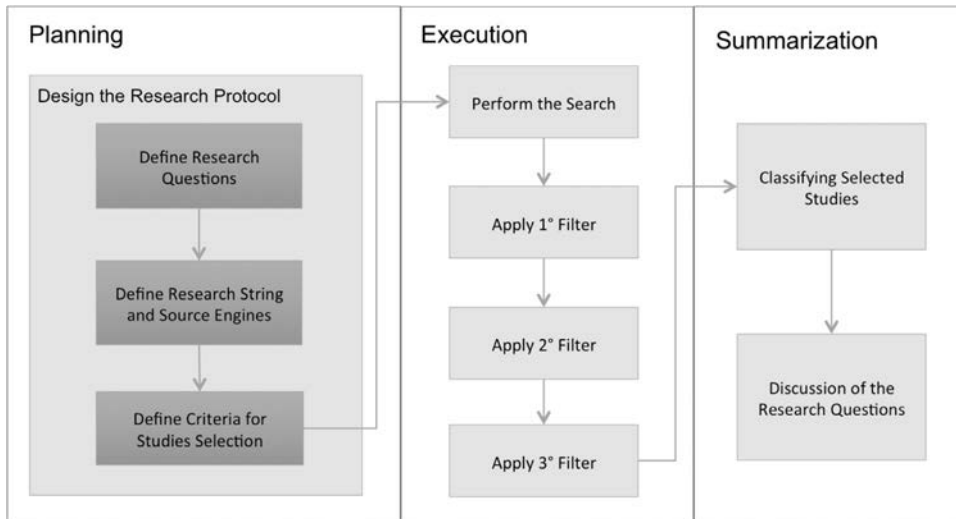 Planning
Design the Research Protocol
Define Research
Questions
Define Research String
and Source Engines
Define Criteria for
Studies Selection
Execution
Perform the Search
Apply 1° Filter
Apply 2° Filter
Apply 3° Filter
Summarization
Classifying Selected
Studies
Discussion of the
Research Questions